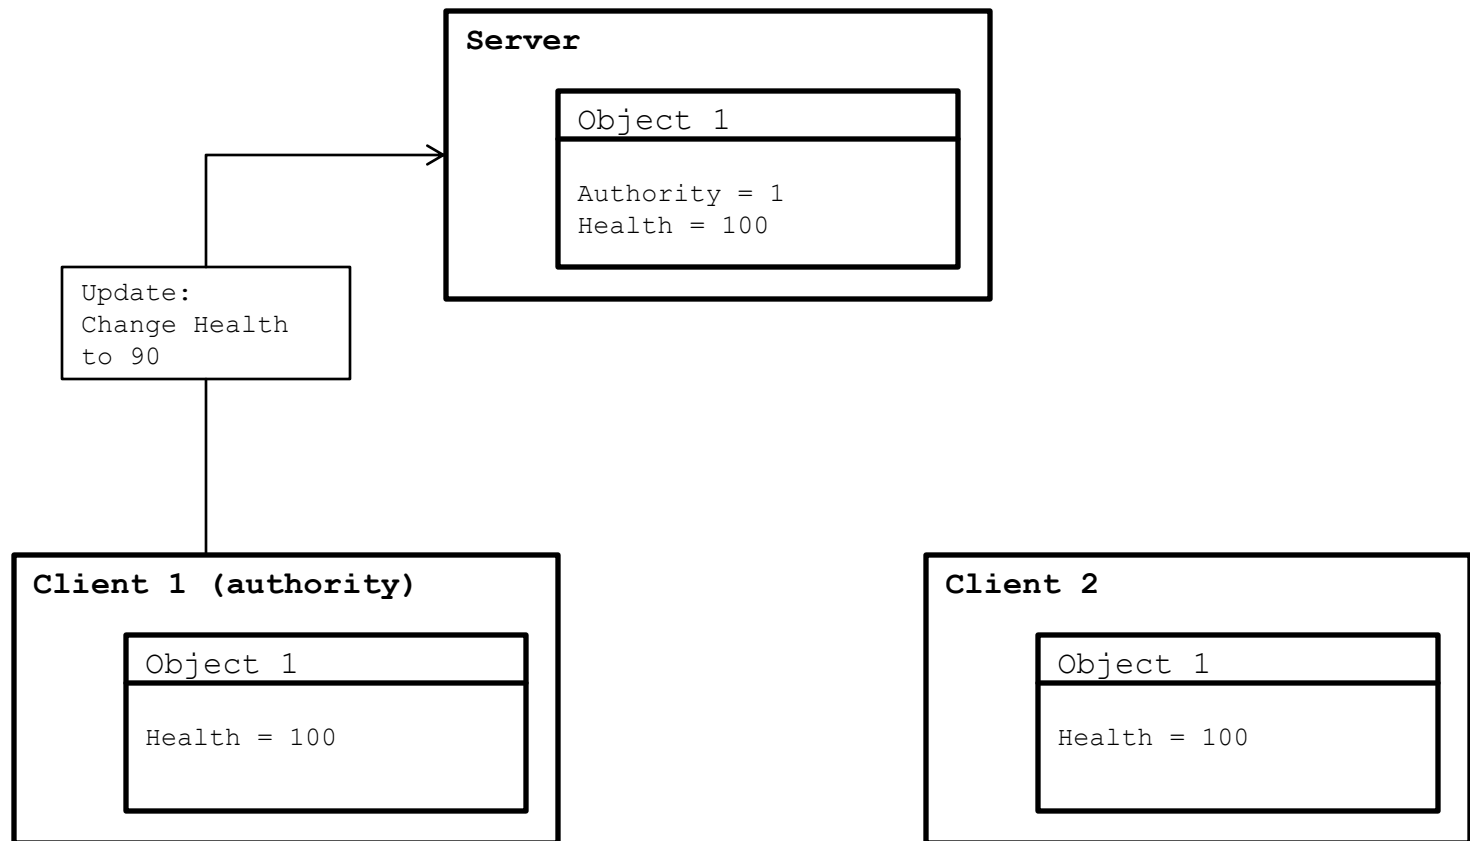 Server
Object 1
Authority = 1
Health = 100
Update:
Change Health
to 90
Client 1 (authority)
Object 1
Health = 100
Client 2
Object 1
Health = 100